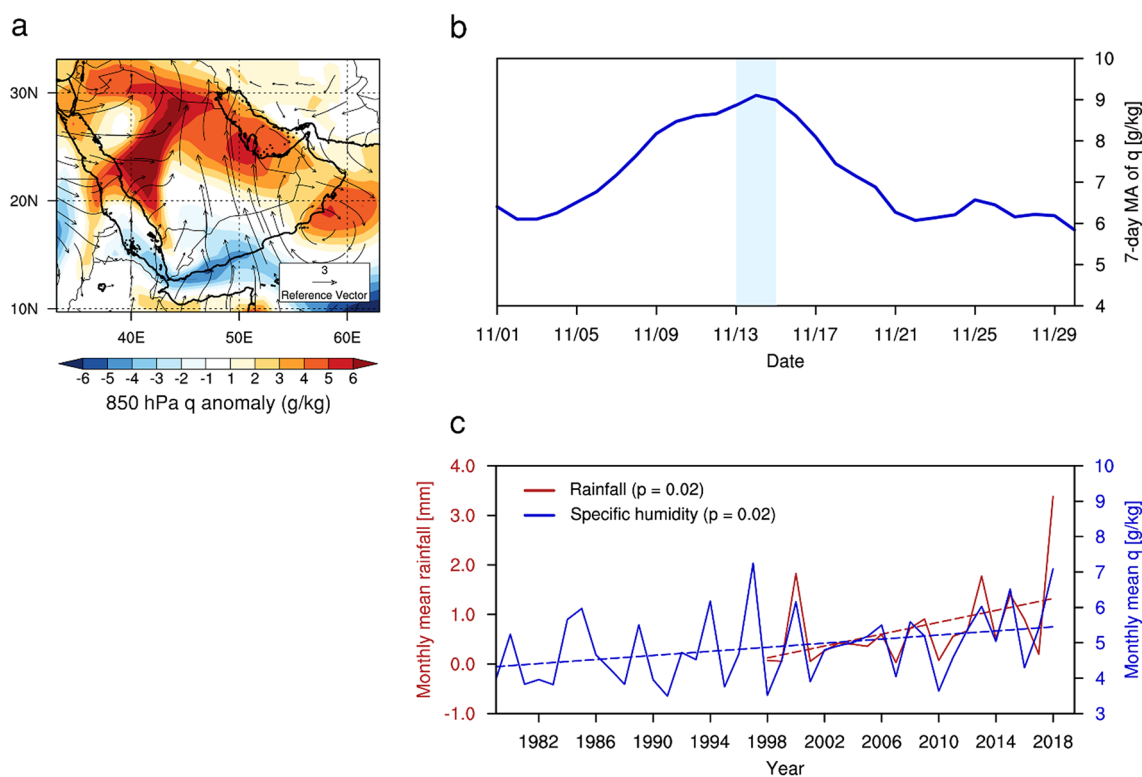 a
30N
20N
10N
3
Reference Vector
40E 50E 60E
-6 -5 -4 -3 -2 -1 1 2 3 4 5 6
850 hPa q anomaly (g/kg)
b
10
9
8
7
6
5
4
7-day MA of q [g/kg]
11/01 11/05 11/09 11/13 11/17 11/21 11/25 11/29
Date
c
Monthly mean rainfall [mm]
4.0
3.0
2.0
1.0
0.0
-1.0
Rainfall (p = 0.02)
Specific humidity (p = 0.02)
10
9
8
7
6
5
4
3
Monthly mean q [g/kg]
1982 1986 1990 1994 1998 2002 2006 2010 2014 2018
Year